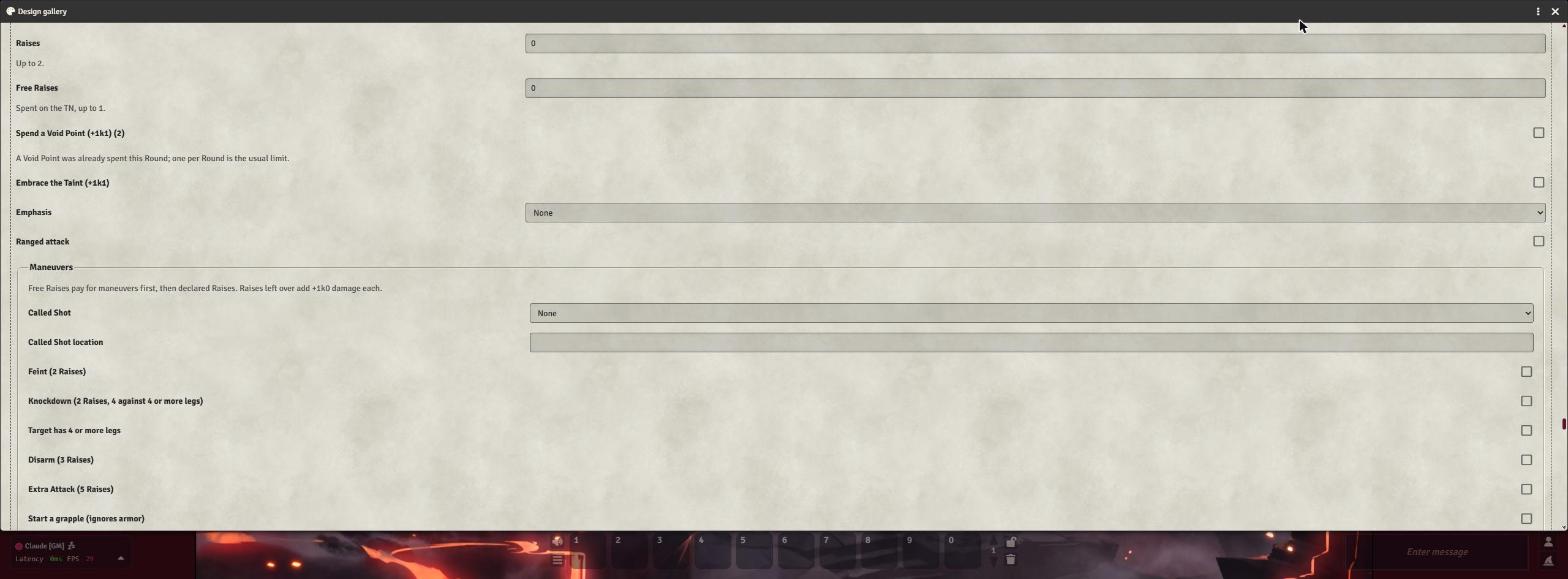 Design gallery
Raises
0
Up to 2.
Free Raises
0
Spent on the TN, up to 1.
Spend a Void Point (+1k1) (2)
A Void Point was already spent this Round; one per Round is the usual limit.
Embrace the Taint (+1k1)
Emphasis
None
Ranged attack
Maneuvers
Free Raises pay for maneuvers first, then declared Raises. Raises left over add +1k0 damage each.
Called Shot
None
Called Shot location
Feint (2 Raises)
Knockdown (2 Raises, 4 against 4 or more legs)
Target has 4 or more legs
Disarm (3 Raises)
Extra Attack (5 Raises)
Start a grapple (ignores armor)
Claude [GM]
Latency 0ms FPS 29
1 2 3 4 5 6 7 8 9 0
1
Enter message